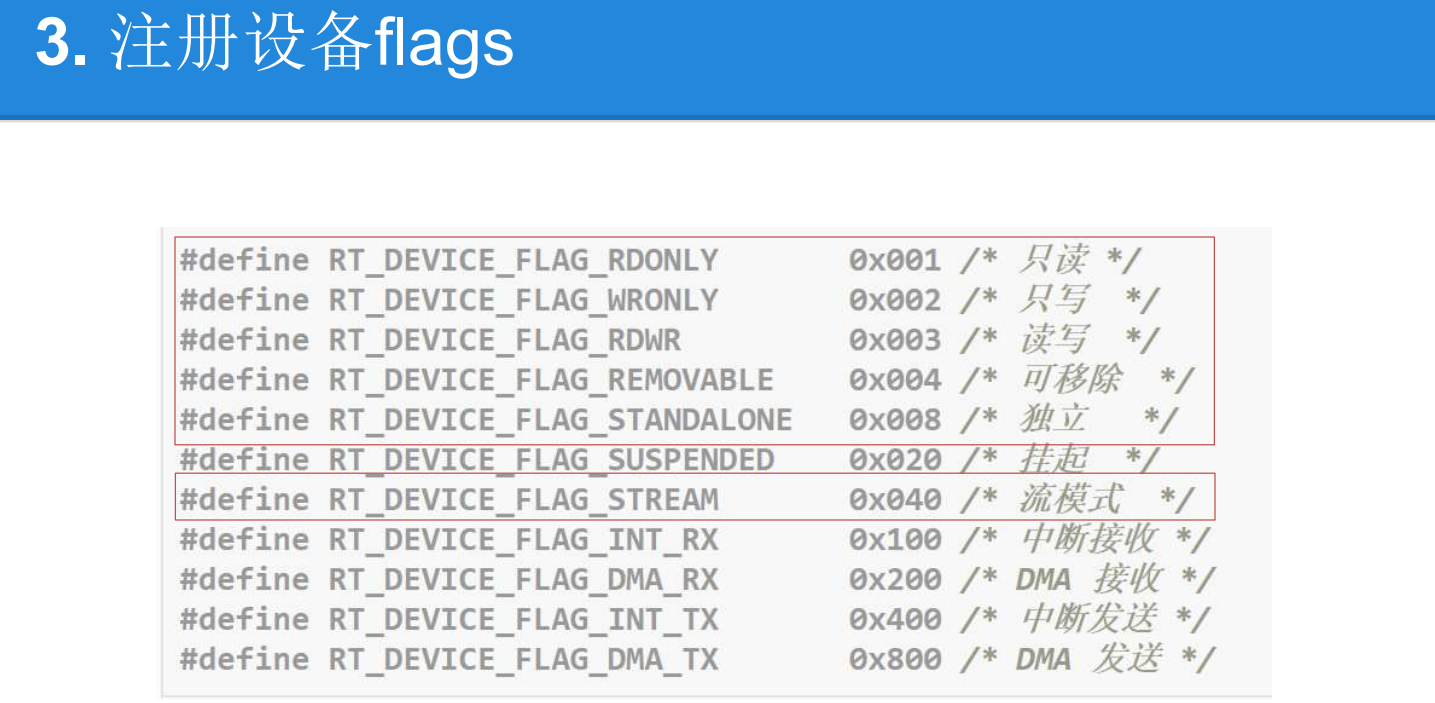 3. 注册设备flags
#define RT_DEVICE_FLAG_RDONLY 0x001 /* 只读 */
#define RT_DEVICE_FLAG_WRONLY 0x002 /* 只写 */
#define RT_DEVICE_FLAG_RDWR 0x003 /* 读写 */
#define RT_DEVICE_FLAG_REMOVABLE 0x004 /* 可移除 */
#define RT_DEVICE_FLAG_STANDALONE 0x008 /* 独立 */
#define RT_DEVICE_FLAG_SUSPENDED 0x020 /* 挂起 */
#define RT_DEVICE_FLAG_STREAM 0x040 /* 流模式 */
#define RT_DEVICE_FLAG_INT_RX 0x100 /* 中断接收 */
#define RT_DEVICE_FLAG_DMA_RX 0x200 /* DMA 接收 */
#define RT_DEVICE_FLAG_INT_TX 0x400 /* 中断发送 */
#define RT_DEVICE_FLAG_DMA_TX 0x800 /* DMA 发送 */